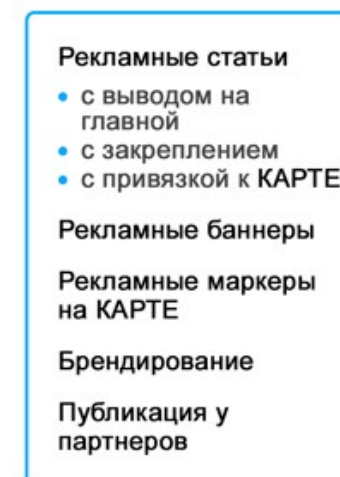 Рекламные статьи
• с выводом на
главной
• с закреплением
• с привязкой к КАРТЕ
Рекламные баннеры
Рекламные маркеры
на КАРТЕ
Брендирование
Публикация у
партнеров